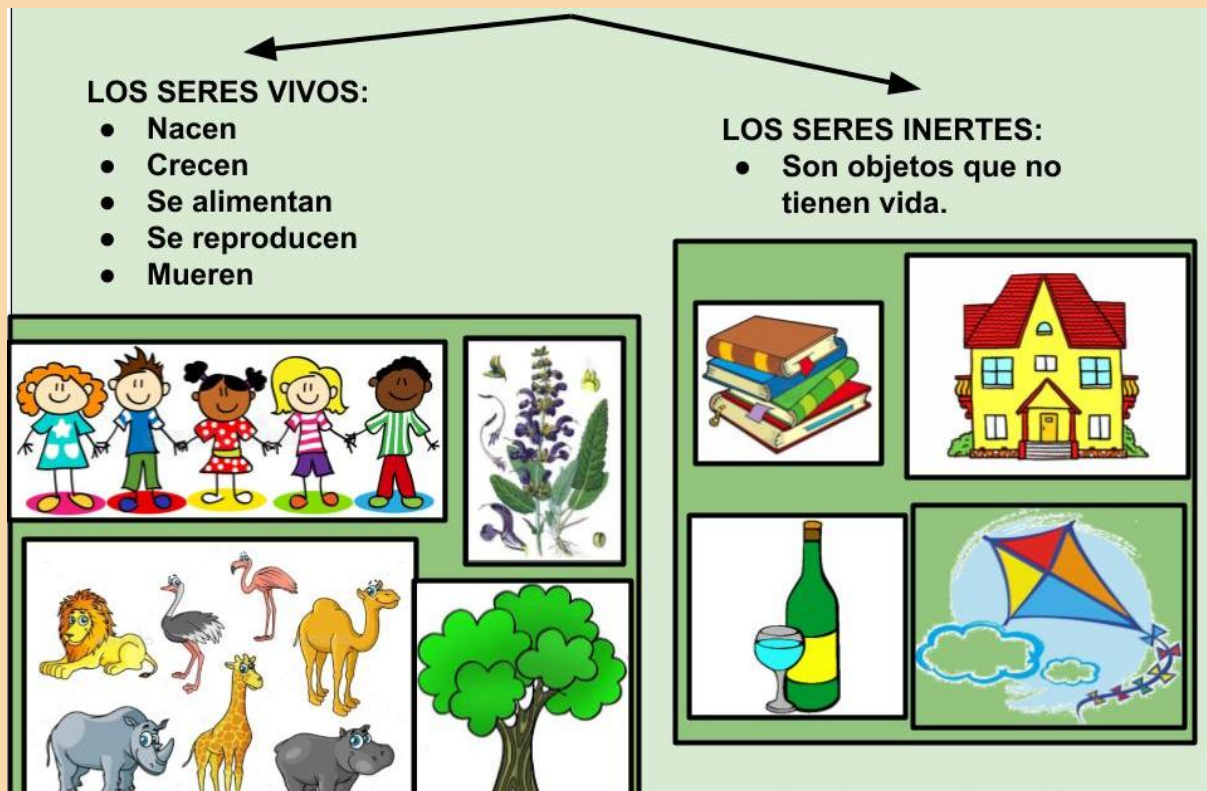 LOS SERES VIVOS:
● Nacen
● Crecen
● Se alimentan
● Se reproducen
● Mueren
LOS SERES INERTES:
● Son objetos que no
tienen vida.